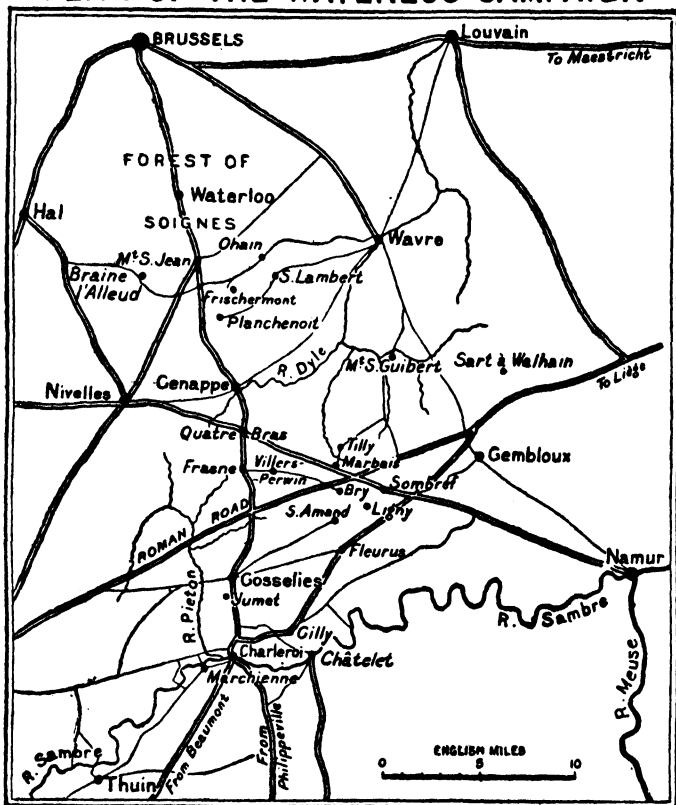 BRUSSELS
Louvain
To Maestricht
FOREST OF
Waterloo
SOIGNES
Hal
Ohain
Wavre
Mt S. Jean
Braine
l'Alleud
S. Lambert
Frischermont
Planchenoit
R. Dyle
Mt S. Guibert
Sart à Walhain
To Liége
Nivelles
Genappe
Quatre Bras
Tilly
Marbais
Gembloux
Frasne
Villers-
Perwin
Bry
Sombref
Ligny
S. Amand
ROMAN ROAD
Fleurus
Namur
Gosselies
Jumet
R. Pieton
R. Sambre
Gilly
Charleroi
Châtelet
Marchienne
R. Meuse
R. Sambre
Thuin
From Beaumont
From
Philippeville
ENGLISH MILES
0 5 10